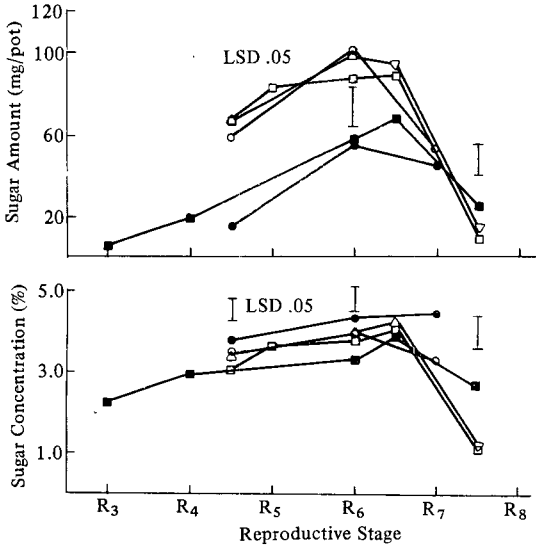 120
100
60
20
Sugar Amount (mg/pot)
LSD .05
5.0
3.0
1.0
Sugar Concentration (%)
LSD .05
R3 R4 R5 R6 R7 R8
Reproductive Stage